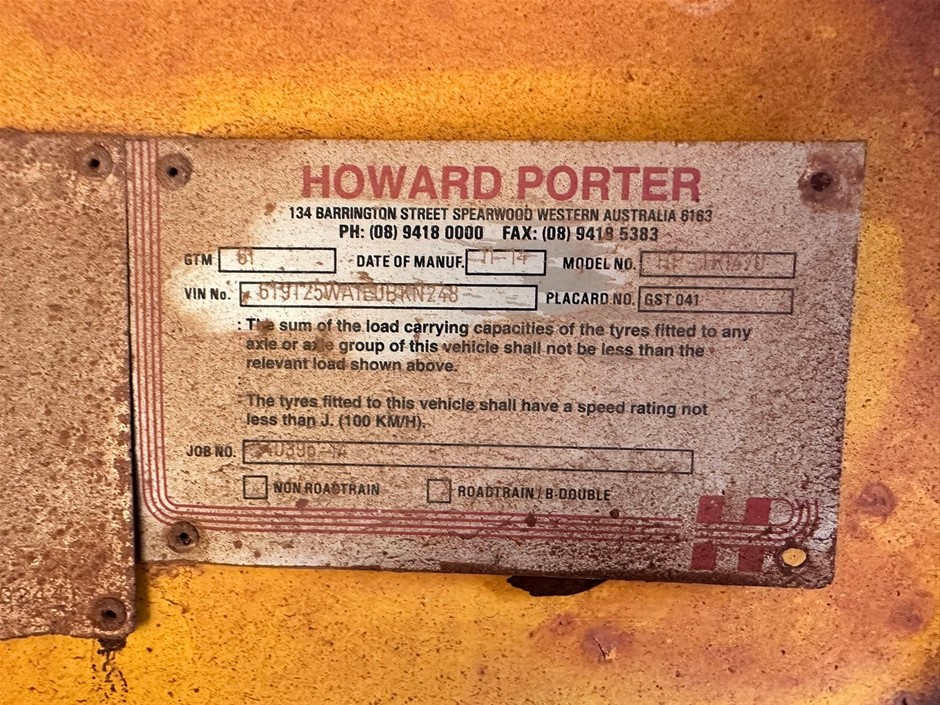 HOWARD PORTER
134 BARRINGTON STREET SPEARWOOD WESTERN AUSTRALIA 6163
PH: (08) 9418 0000 FAX: (08) 9418 5383
GTM 61 DATE OF MANUF. 11-14 MODEL NO.
VIN No. PLACARD NO. GST 041
: The sum of the load carrying capacities of the tyres fitted to any
axle or axle group of this vehicle shall not be less than the
relevant load shown above.
: The tyres fitted to this vehicle shall have a speed rating not
less than J. (100 KM/H).
JOB NO.
NON ROADTRAIN ROADTRAIN / B-DOUBLE
HP